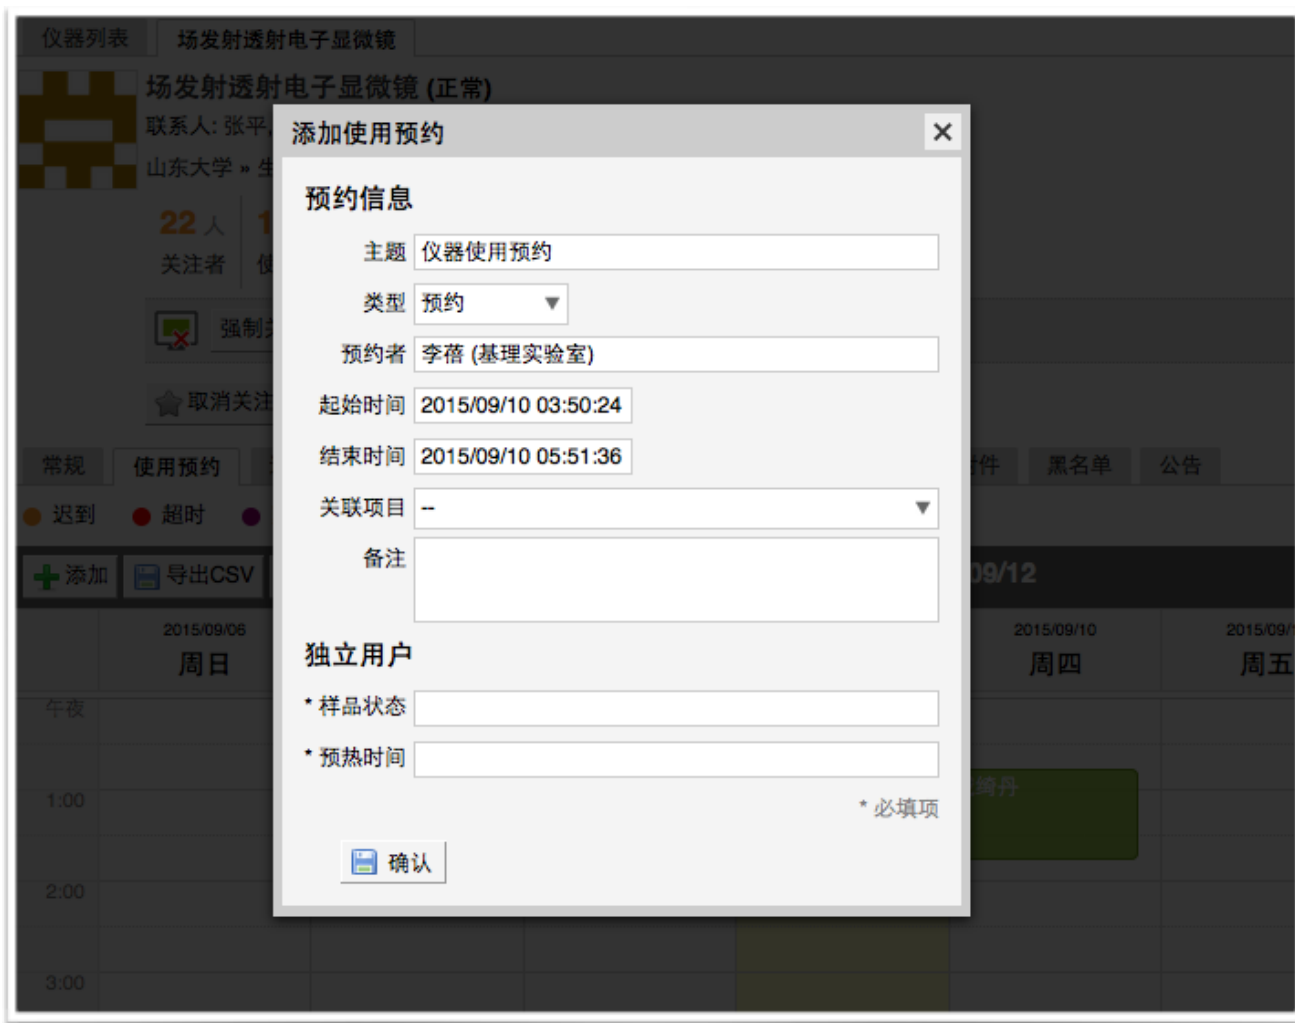 仪器列表 场发射透射电子显微镜
场发射透射电子显微镜 (正常)
联系人: 张平,
山东大学 »
22 人 1
关注者
强制
取消关注
添加使用预约
预约信息
主题 仪器使用预约
类型 预约
预约者 李蓓 (基理实验室)
起始时间 2015/09/10 03:50:24
结束时间 2015/09/10 05:51:36
关联项目 --
备注
独立用户
* 样品状态
* 预热时间
* 必填项
确认
常规 使用预约 件 黑名单 公告
迟到 超时
添加 导出CSV 09/12
2015/09/06 2015/09/10 2015/09/
周日 周四 周五
午夜
1:00 绮丹
2:00
3:00